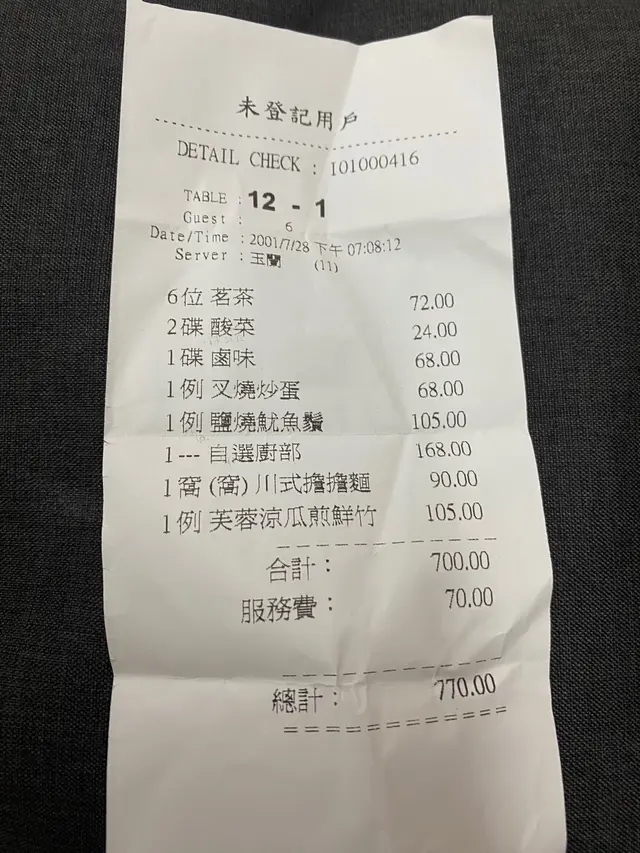 未登記用戶
DETAIL CHECK : 101000416
TABLE : 12 - 1
Guest : 6
Date/Time : 2001/7/28 下午 07:08:12
Server : 玉蘭 (11)
6位 茗茶 72.00
2碟 酸菜 24.00
1碟 鹵味 68.00
1例 叉燒炒蛋 68.00
1例 鹽燒魷魚鬚 105.00
1--- 自選廚部 168.00
1窩 (窩) 川式擔擔麵 90.00
1例 芙蓉涼瓜煎鮮竹 105.00
合計： 700.00
服務費： 70.00
總計： 770.00